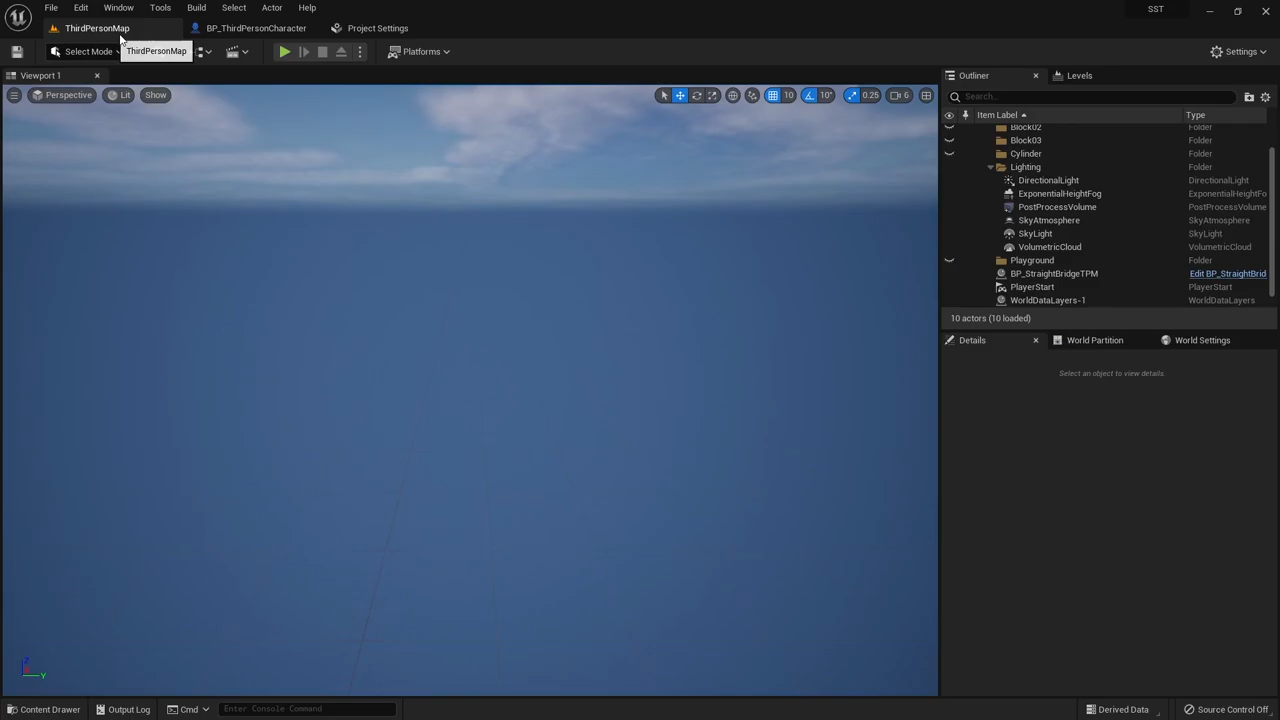 File Edit Window Tools Build Select Actor Help SST
ThirdPersonMap BP_ThirdPersonCharacter Project Settings
Select Mode ThirdPersonMap Platforms Settings
Viewport 1 Outliner Levels
Perspective Lit Show 10 10° 0.25 6 Search...
Item Label Type
Block02 Folder
Block03 Folder
Cylinder Folder
Lighting Folder
DirectionalLight DirectionalLight
ExponentialHeightFog ExponentialHeightFo
PostProcessVolume PostProcessVolume
SkyAtmosphere SkyAtmosphere
SkyLight SkyLight
VolumetricCloud VolumetricCloud
Playground Folder
BP_StraightBridgeTPM Edit BP_StraightBrid
PlayerStart PlayerStart
WorldDataLayers-1 WorldDataLayers
10 actors (10 loaded)
Details World Partition World Settings
Select an object to view details.
Z
Y
Content Drawer Output Log Cmd Enter Console Command Derived Data Source Control Off